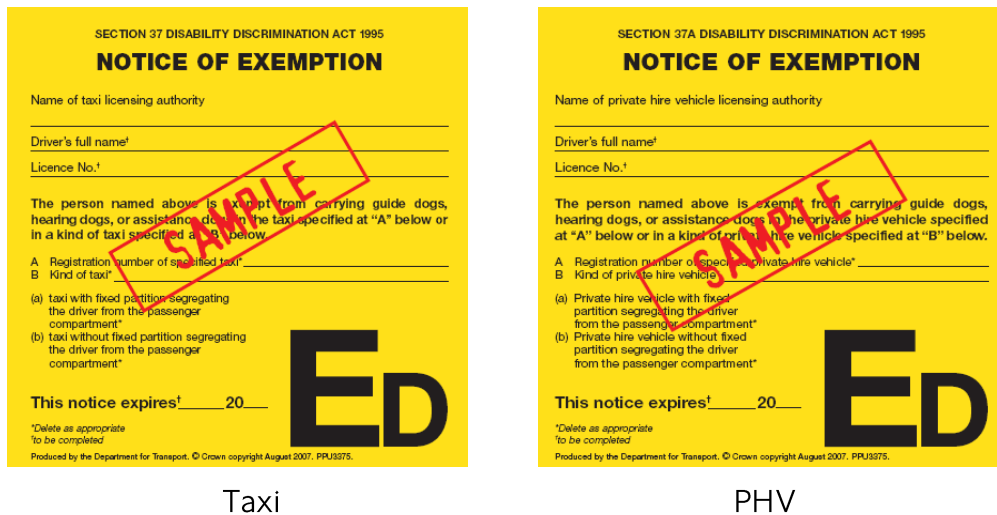 SECTION 37 DISABILITY DISCRIMINATION ACT 1995
NOTICE OF EXEMPTION
Name of taxi licensing authority
Driver's full name†
Licence No.†
The person named above is exempt from carrying guide dogs,
hearing dogs, or assistance dogs in the taxi specified at "A" below or
in a kind of taxi specified at "B" below.
A Registration number of specified taxi*
B Kind of taxi*
(a) taxi with fixed partition segregating
the driver from the passenger
compartment*
(b) taxi without fixed partition segregating
the driver from the passenger
compartment*
This notice expires† 20
*Delete as appropriate
†to be completed
Produced by the Department for Transport. © Crown copyright August 2007. PPU3375.
ED
SAMPLE
Taxi
SECTION 37A DISABILITY DISCRIMINATION ACT 1995
NOTICE OF EXEMPTION
Name of private hire vehicle licensing authority
Driver's full name†
Licence No.†
The person named above is exempt from carrying guide dogs,
hearing dogs, or assistance dogs in the private hire vehicle specified
at "A" below or in a kind of private hire vehicle specified at "B" below.
A Registration number of specified private hire vehicle*
B Kind of private hire vehicle
(a) Private hire vehicle with fixed
partition segregating the driver
from the passenger compartment*
(b) Private hire vehicle without fixed
partition segregating the driver
from the passenger compartment*
This notice expires† 20
*Delete as appropriate
†to be completed
Produced by the Department for Transport. © Crown copyright August 2007. PPU3375.
ED
SAMPLE
PHV